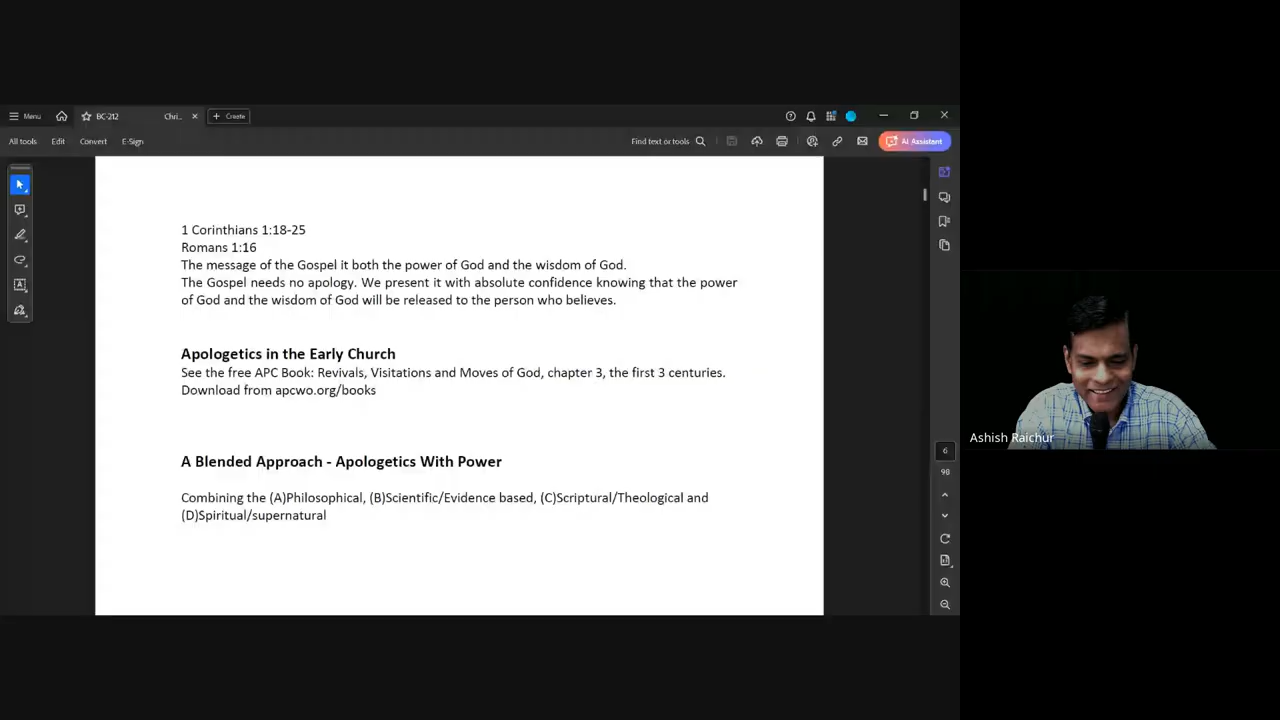 Menu
BC-212
Chri..
Create
All tools
Edit
Convert
E-Sign
Find text or tools
AI Assistant
1 Corinthians 1:18-25
Romans 1:16
The message of the Gospel it both the power of God and the wisdom of God.
The Gospel needs no apology. We present it with absolute confidence knowing that the power
of God and the wisdom of God will be released to the person who believes.
Apologetics in the Early Church
See the free APC Book: Revivals, Visitations and Moves of God, chapter 3, the first 3 centuries.
Download from apcwo.org/books
A Blended Approach - Apologetics With Power
Combining the (A)Philosophical, (B)Scientific/Evidence based, (C)Scriptural/Theological and
(D)Spiritual/supernatural
6
98
Ashish Raichur